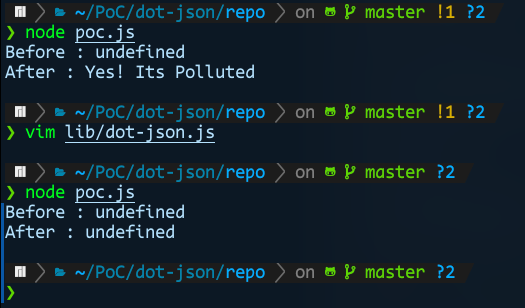 ~/PoC/dot-json/repo on master !1 ?2
❯ node poc.js
Before : undefined
After : Yes! Its Polluted
~/PoC/dot-json/repo on master !1 ?2
❯ vim lib/dot-json.js
~/PoC/dot-json/repo on master ?2
❯ node poc.js
Before : undefined
After : undefined
~/PoC/dot-json/repo on master ?2
❯